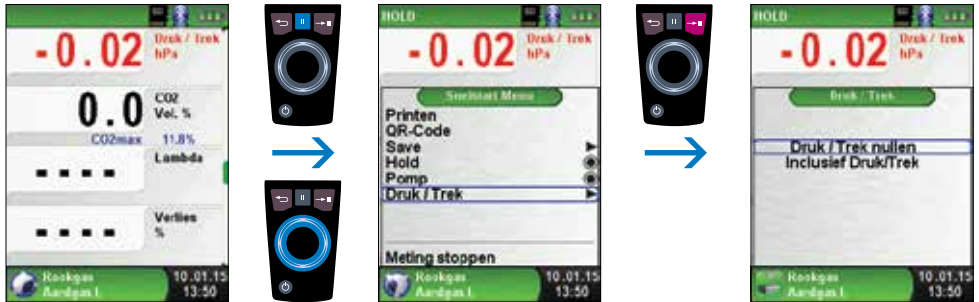 - 0.02 Druk / Trek
hPa
0.0 CO2
Vol. %
CO2max 11.8%
- - - - Lambda
- - - - Verlies
%
Rookgas
Aardgas L
10.01.15
13:50
HOLD
- 0.02 Druk / Trek
hPa
Snelstart Menu
Printen
QR-Code
Save
Hold
Pomp
Druk / Trek
Meting stoppen
Rookgas
Aardgas L
10.01.15
13:50
HOLD
- 0.02 Druk / Trek
hPa
Druk / Trek
Druk / Trek nullen
Inclusief Druk/Trek
Rookgas
Aardgas L
10.01.15
13:50